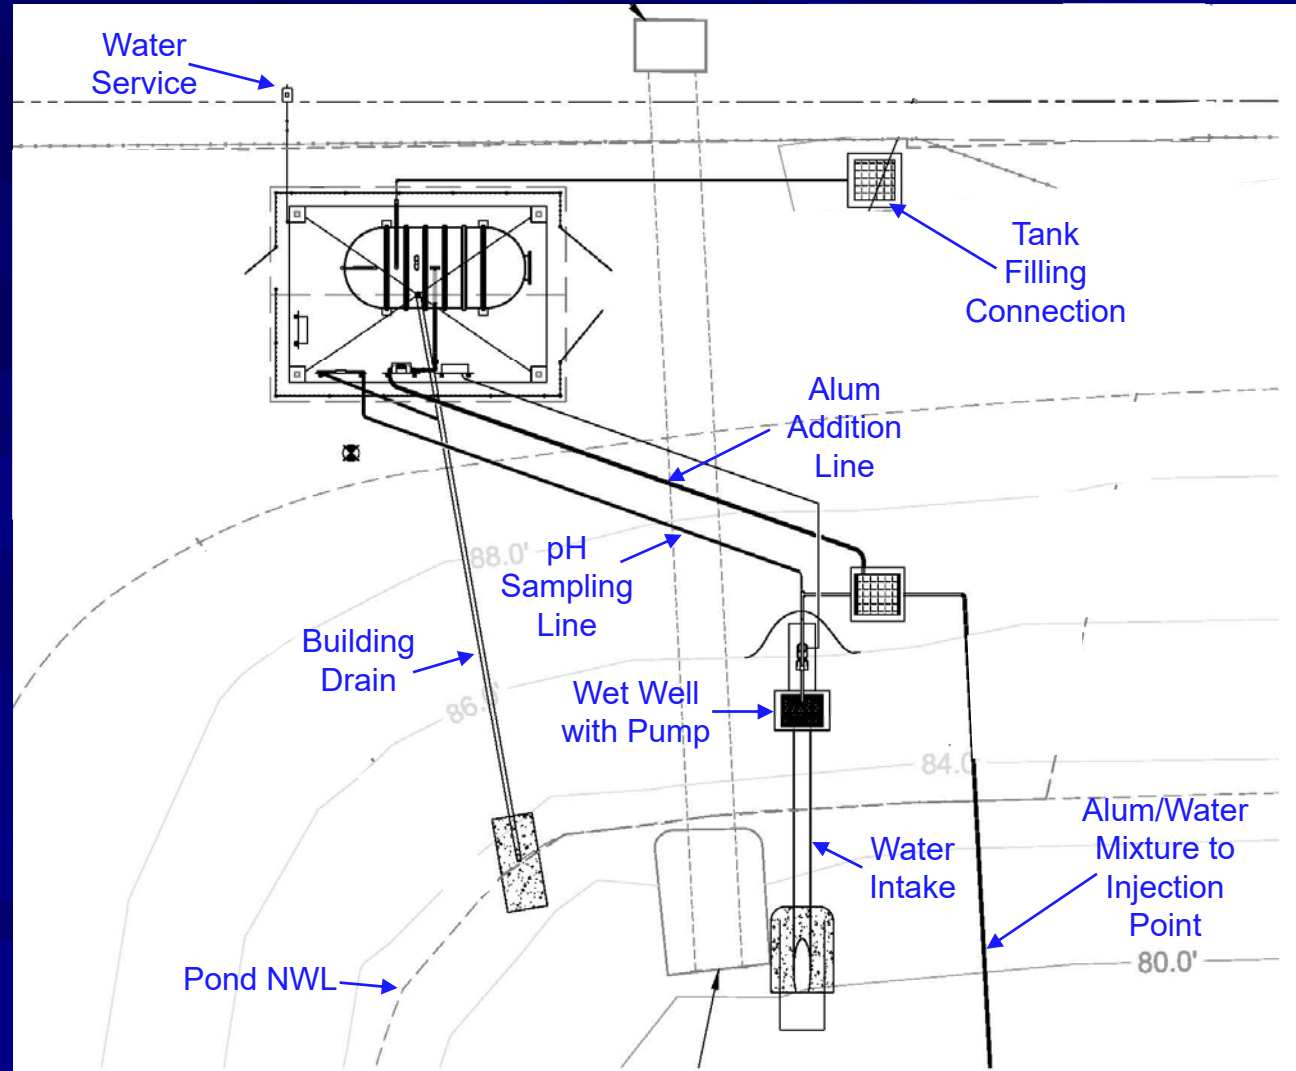 Water
Service
Tank
Filling
Connection
Alum
Addition
Line
88.0'
pH
Sampling
Line
Building
Drain
86.0'
Wet Well
with Pump
84.0
Alum/Water
Mixture to
Injection
Point
Water
Intake
Pond NWL
80.0'